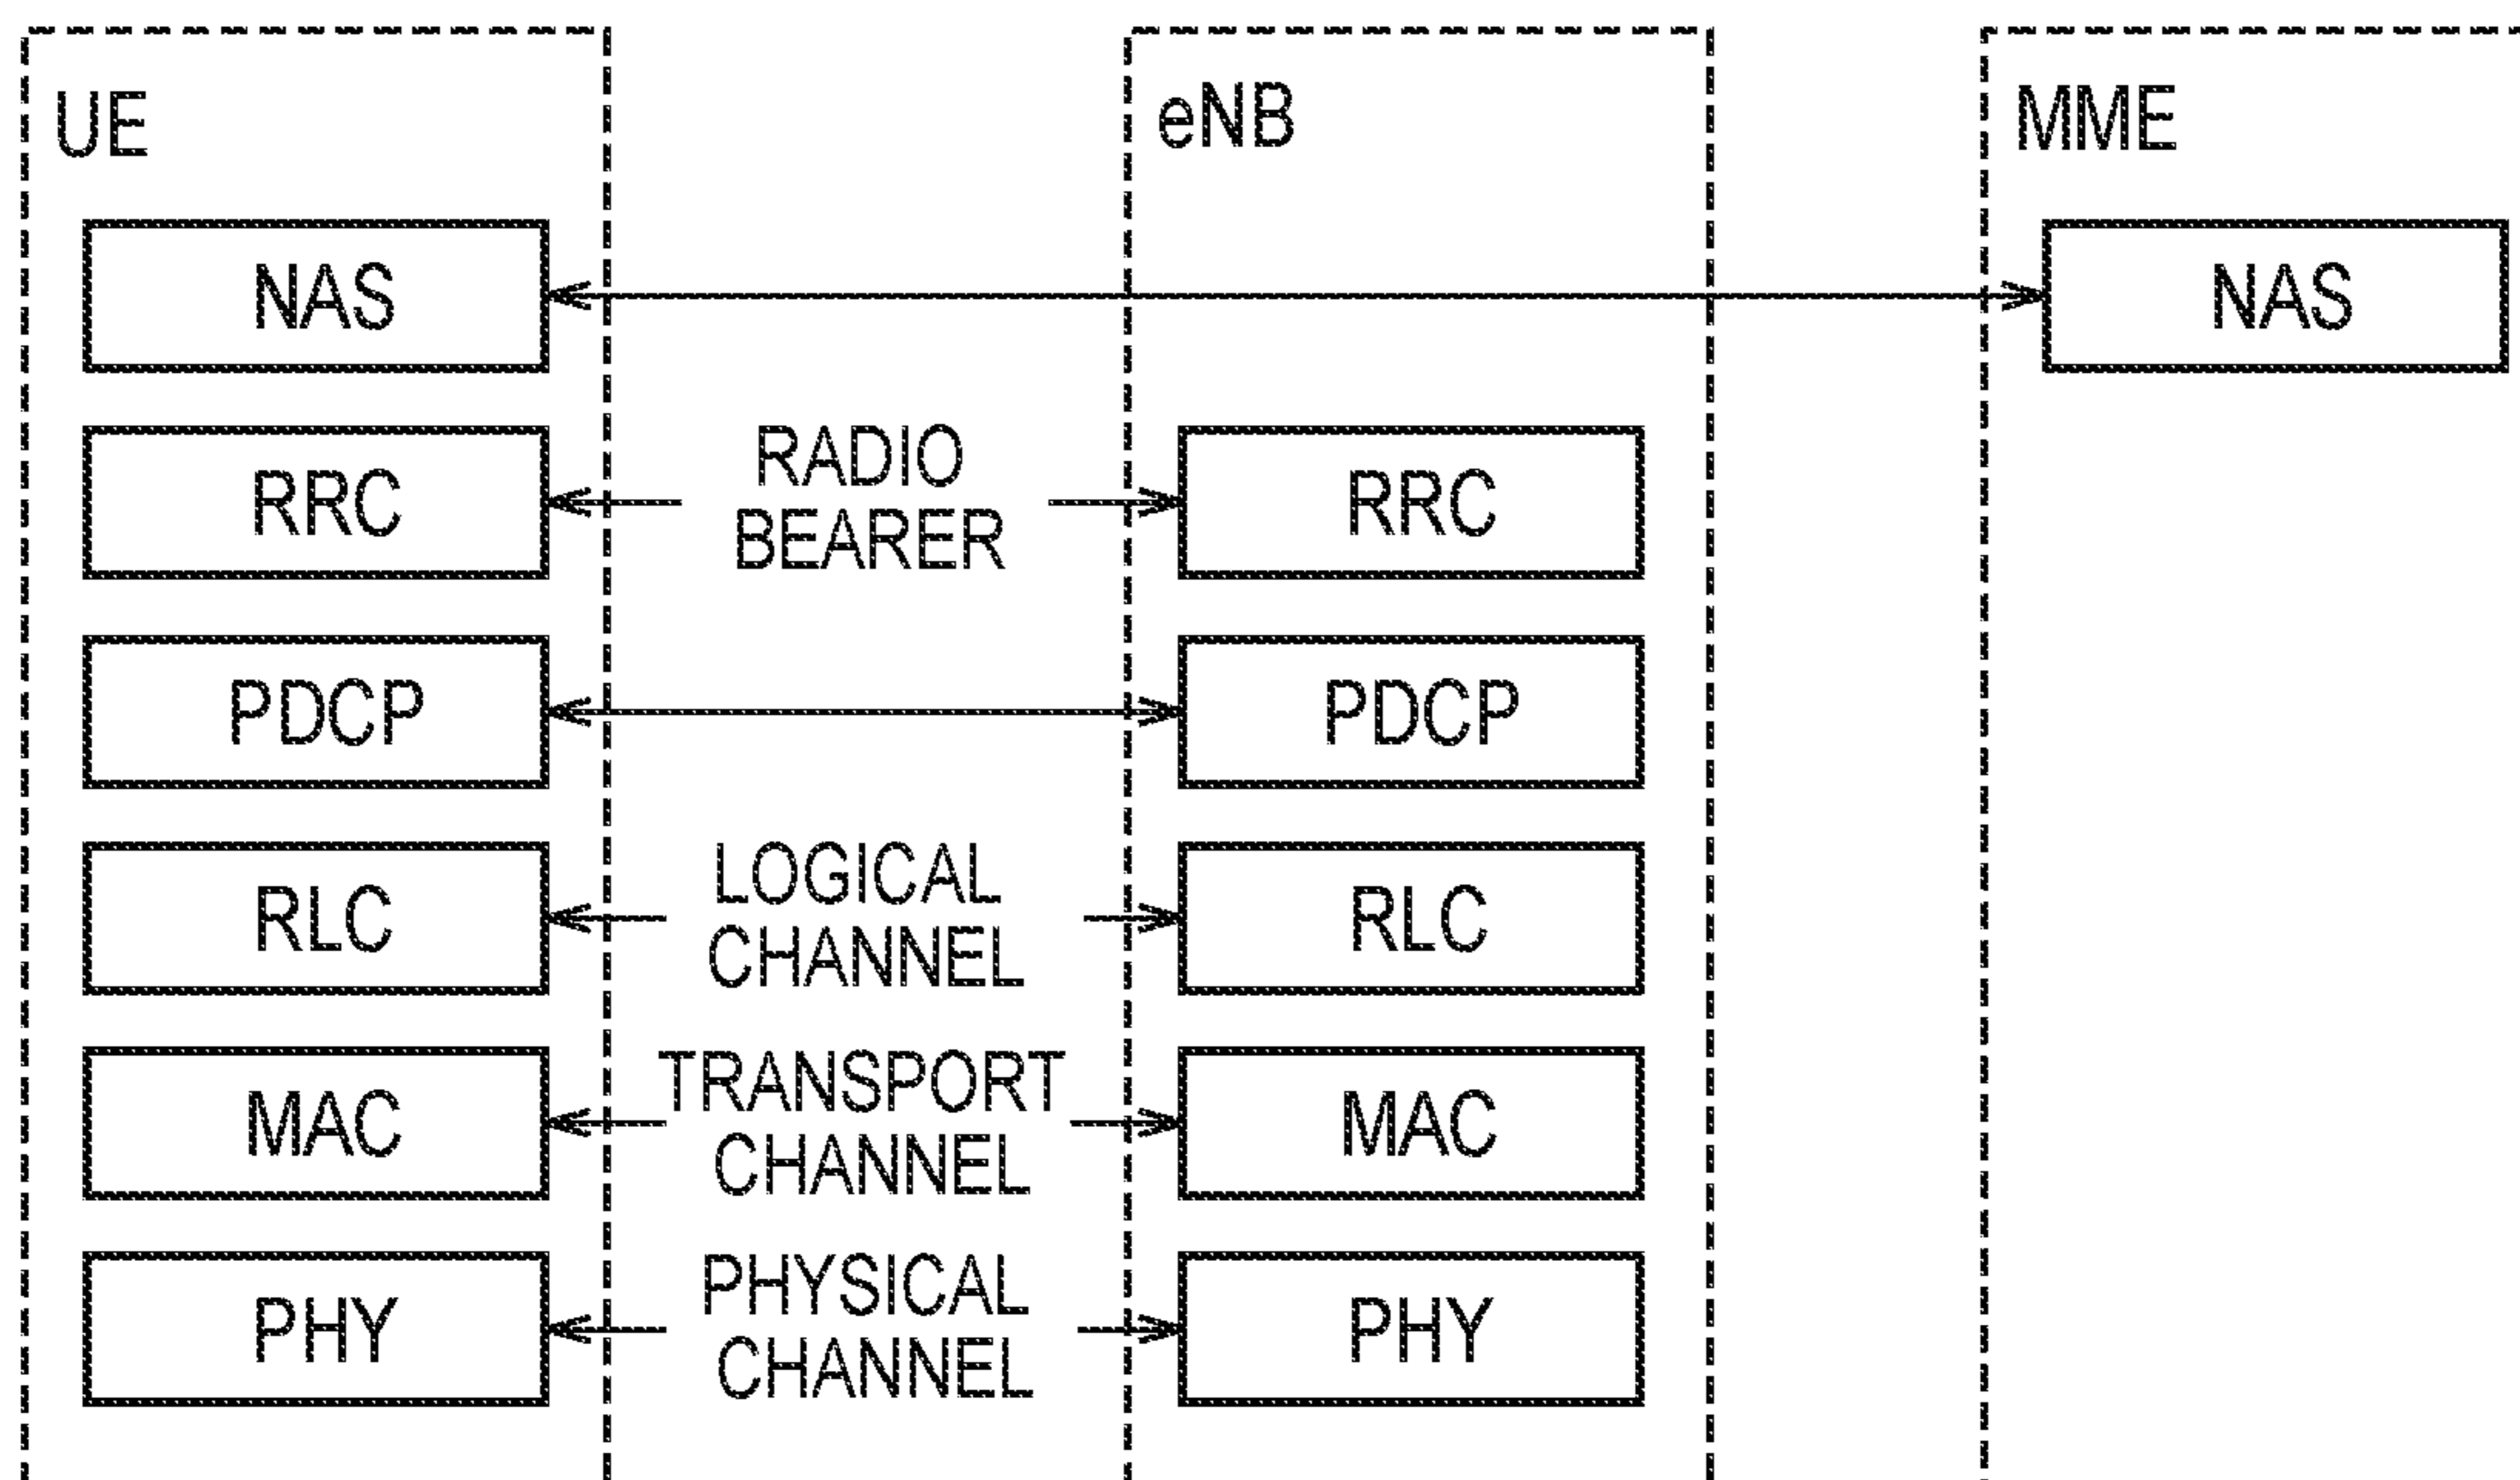 UE
eNB
MME
NAS
NAS
RRC
RADIO
BEARER
RRC
PDCP
PDCP
RLC
LOGICAL
CHANNEL
RLC
MAC
TRANSPORT
CHANNEL
MAC
PHY
PHYSICAL
CHANNEL
PHY